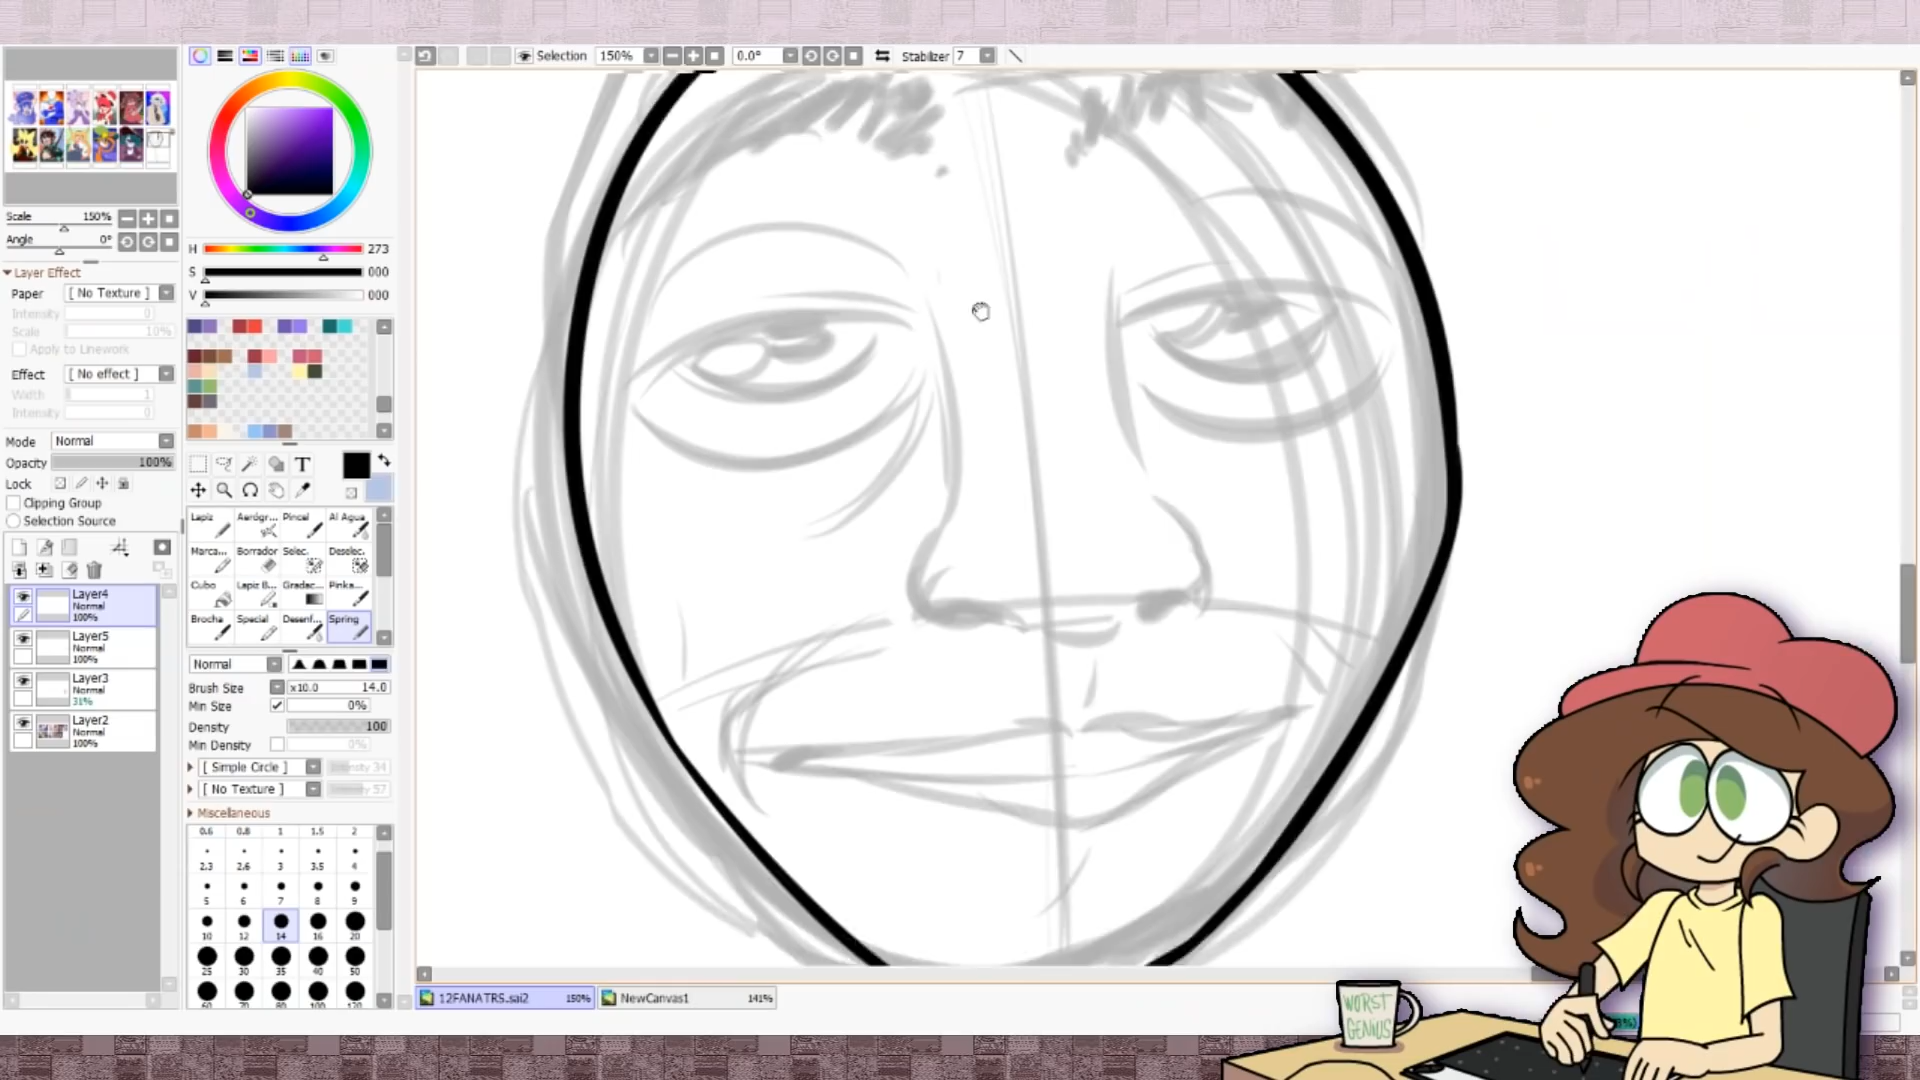 Selection 150% 0.0° Stabilizer 7
Scale 150%
Angle 0°
Layer Effect
Paper [ No Texture ]
Intensity 0
Scale 10%
Apply to Linework
Effect [ No effect ]
Width 1
Intensity 0
Mode Normal
Opacity 100%
Lock
Clipping Group
Selection Source
Layer4
Normal
100%
Layer5
Normal
100%
Layer3
Normal
31%
Layer2
Normal
100%
H 273
S 000
V 000
T
Lapiz Aerógr... Pincel Al Agua
Marca... Borrador Selec. Deselec.
Cubo Lapiz B... Gradac... Pinka...
Brocha Special Desenf... Spring
Normal
Brush Size x10.0 14.0
Min Size 0%
Density 100
Min Density 0%
[ Simple Circle ] Intensity 34
[ No Texture ] Intensity 57
Miscellaneous
0.6 0.8 1 1.5 2
2.3 2.6 3 3.5 4
5 6 7 8 9
10 12 14 16 20
25 30 35 40 50
12FANATRS.sai2 150% NewCanvas1 141%
WORST
GENIUS